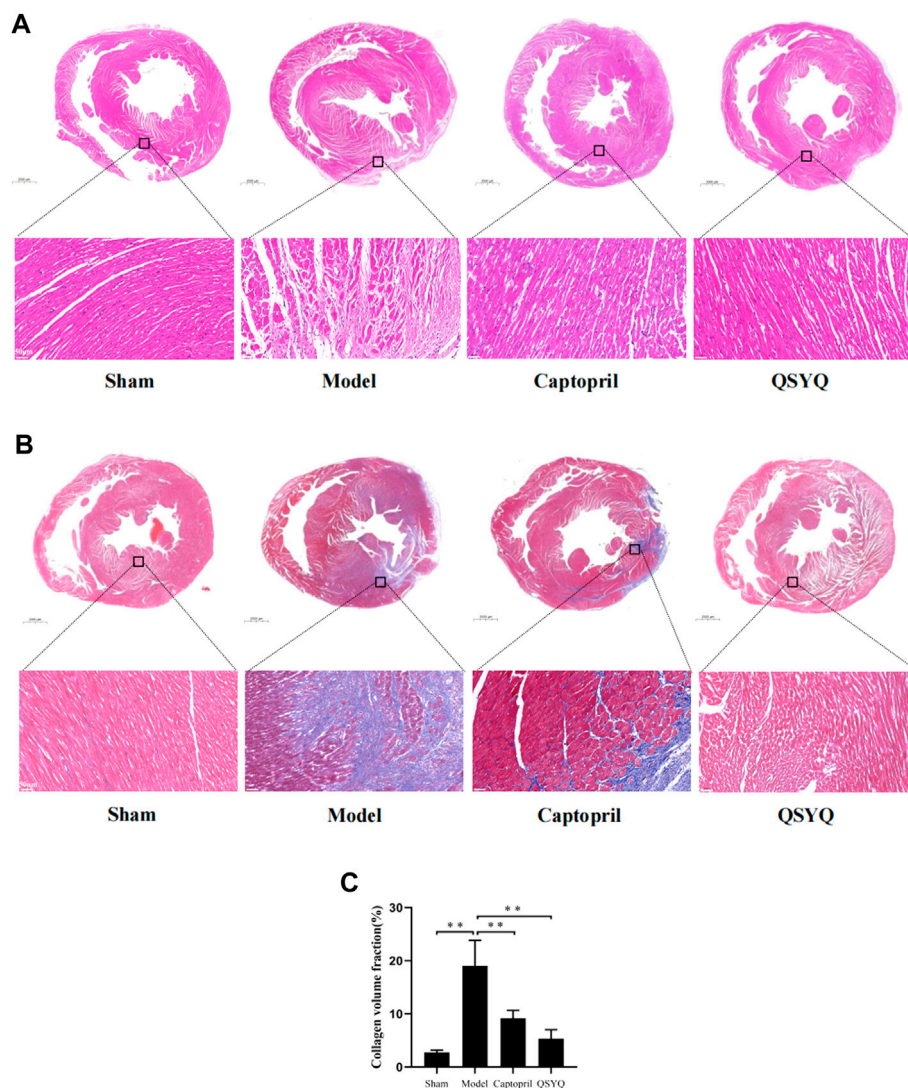 A
Sham Model Captopril QSYQ
B
Sham Model Captopril QSYQ
C
Collagen volume fraction(%)
30
20
10
0
** ** **
Sham Model Captopril QSYQ